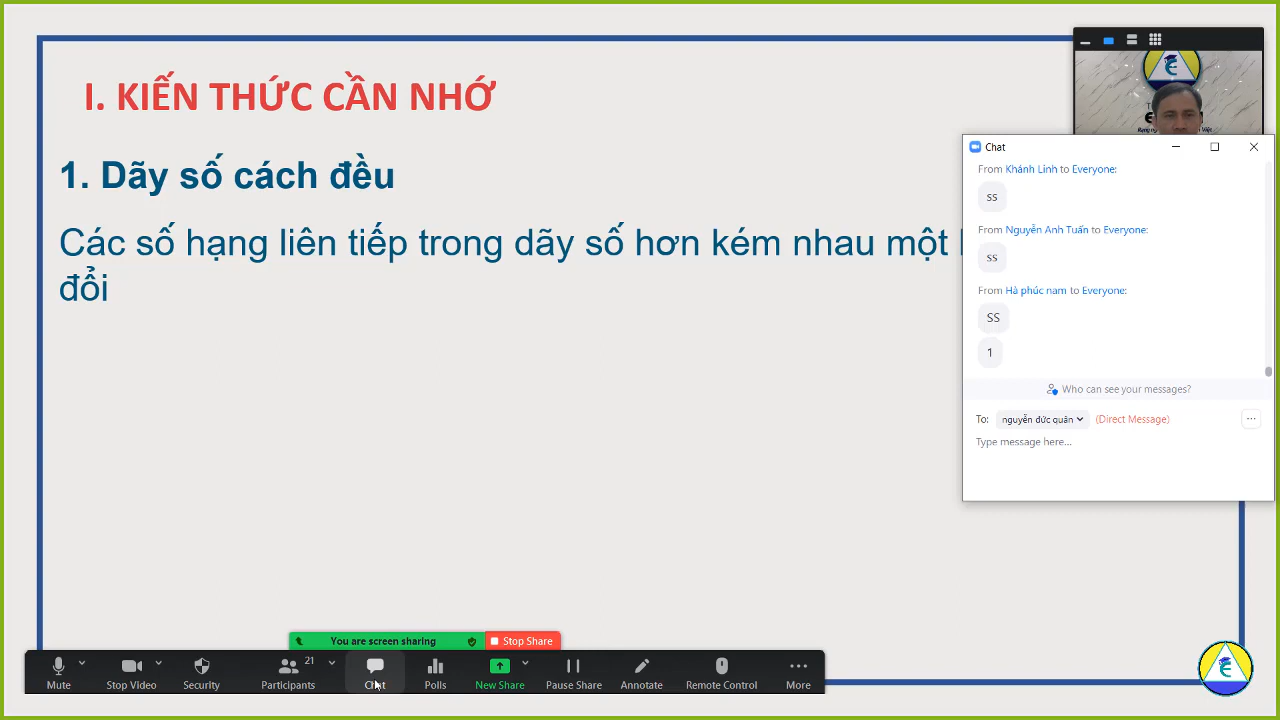 I. KIẾN THỨC CẦN NHỚ
1. Dãy số cách đều
Các số hạng liên tiếp trong dãy số hơn kém nhau một
đổi
Chat
From Khánh Linh to Everyone:
ss
From Nguyễn Anh Tuấn to Everyone:
ss
From Hà phúc nam to Everyone:
SS
1
Who can see your messages?
To: nguyễn đức quân (Direct Message)
Type message here...
You are screen sharing Stop Share
Mute Stop Video Security Participants 21 Chat Polls New Share Pause Share Annotate Remote Control More